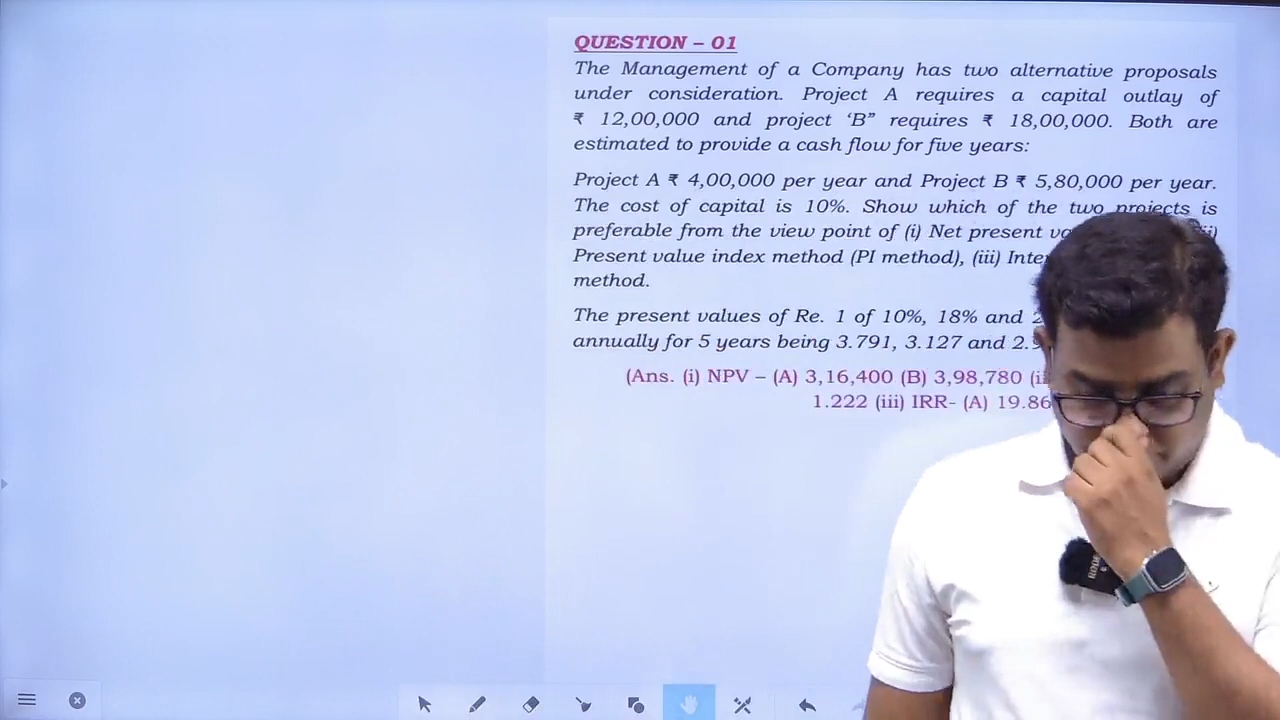 QUESTION – 01
The Management of a Company has two alternative proposals
under consideration. Project A requires a capital outlay of
₹ 12,00,000 and project ‘B” requires ₹ 18,00,000. Both are
estimated to provide a cash flow for five years:
Project A ₹ 4,00,000 per year and Project B ₹ 5,80,000 per year.
The cost of capital is 10%. Show which of the two projects is
preferable from the view point of (i) Net present
Present value index method (PI method), (iii)
method.
The present values of Re. 1 of 10%, 18% and
annually for 5 years being 3.791, 3.127 and
(Ans. (i) NPV – (A) 3,16,400 (B) 3,98,780
1.222 (iii) IRR- (A) 19.86